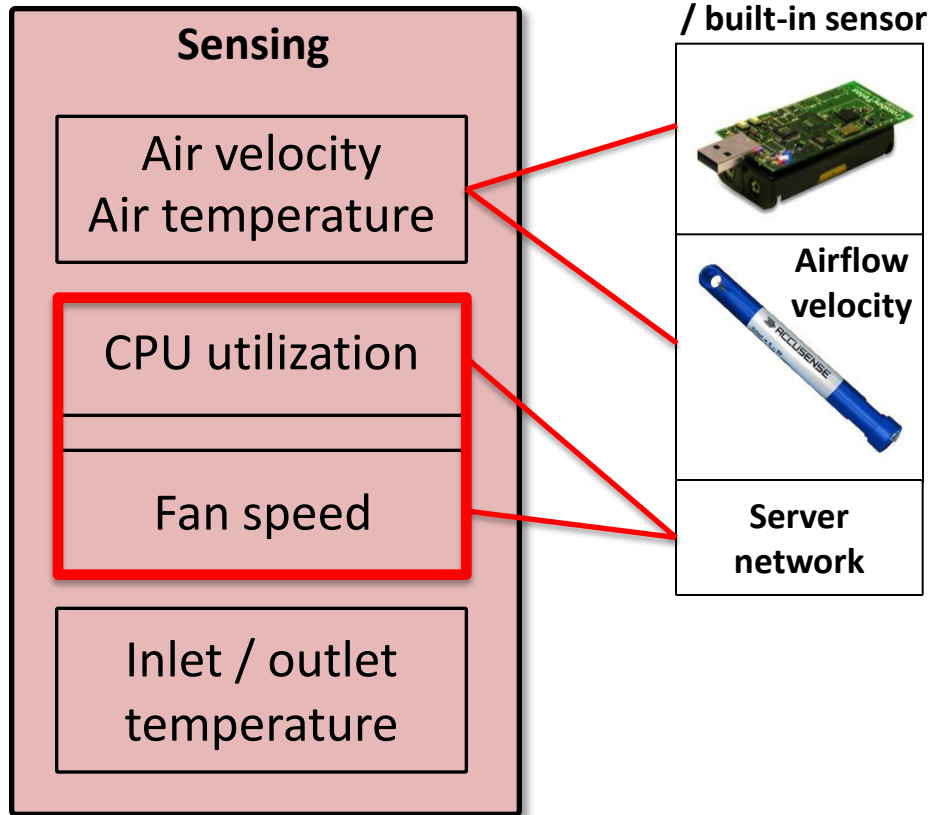 Sensing
Air velocity
Air temperature
CPU utilization
Fan speed
Inlet / outlet
temperature
/ built-in sensor
Airflow
velocity
ACCUSENSE
Server
network